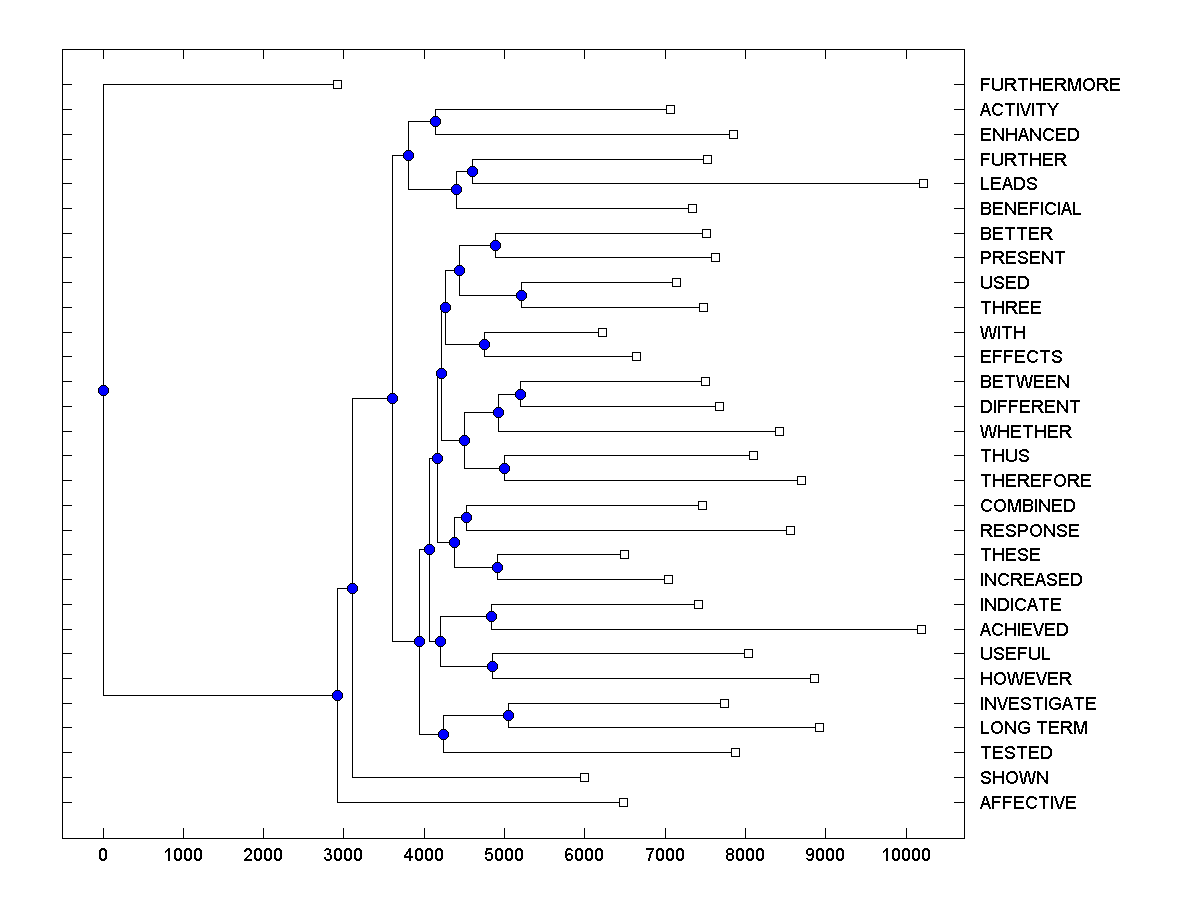 FURTHERMORE
ACTIVITY
ENHANCED
FURTHER
LEADS
BENEFICIAL
BETTER
PRESENT
USED
THREE
WITH
EFFECTS
BETWEEN
DIFFERENT
WHETHER
THUS
THEREFORE
COMBINED
RESPONSE
THESE
INCREASED
INDICATE
ACHIEVED
USEFUL
HOWEVER
INVESTIGATE
LONG TERM
TESTED
SHOWN
AFFECTIVE
0 1000 2000 3000 4000 5000 6000 7000 8000 9000 10000